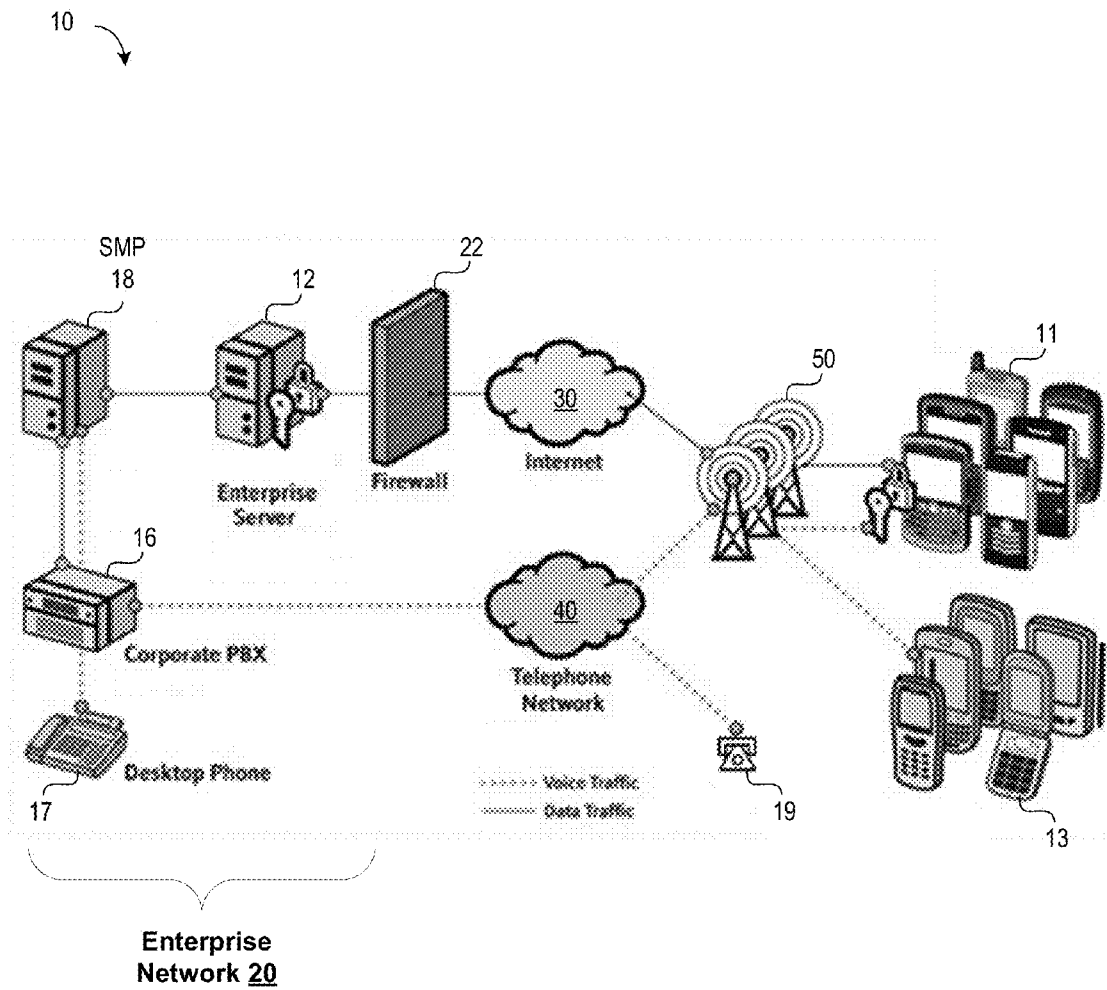 10
SMP
18
12
22
50
11
30
Internet
Firewall
Enterprise
Server
16
40
Corporate PBX
Telephone
Network
Desktop Phone
Voice Traffic
Data Traffic
17
19
13
Enterprise
Network 20